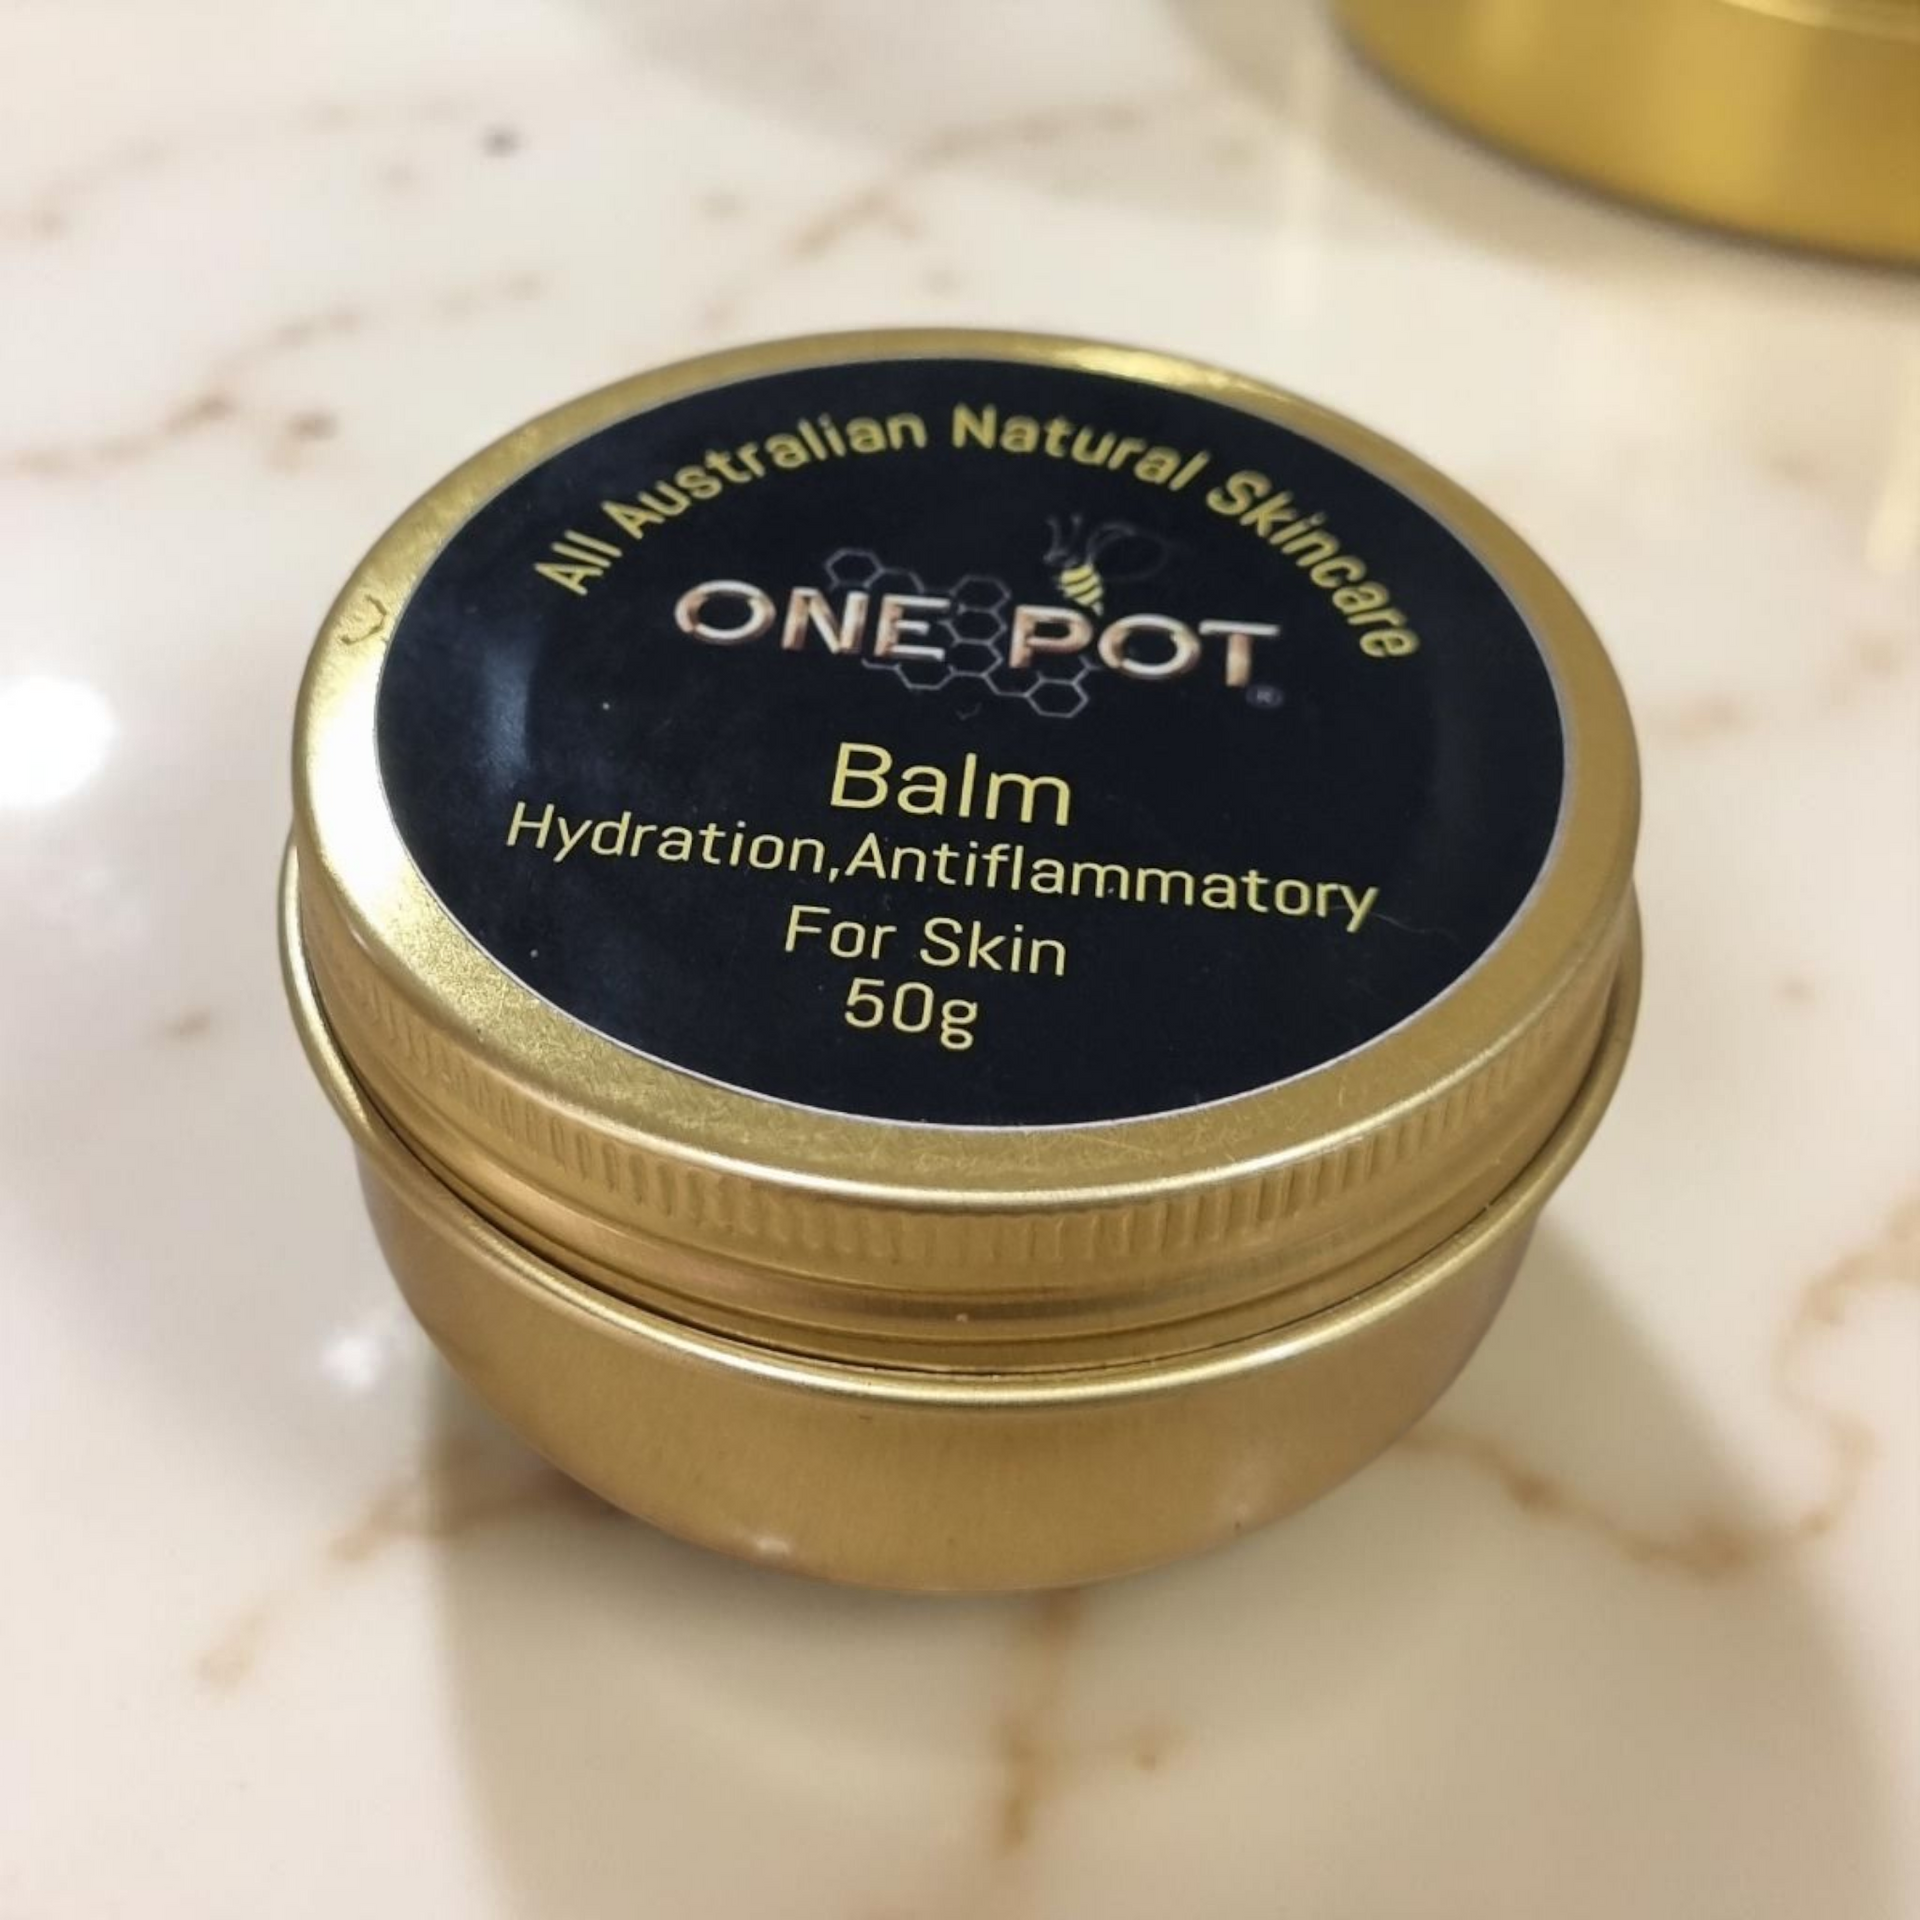 All Australian Natural Skincare
ONE POT
®
Balm
Hydration,Antiflammatory
For Skin
50g